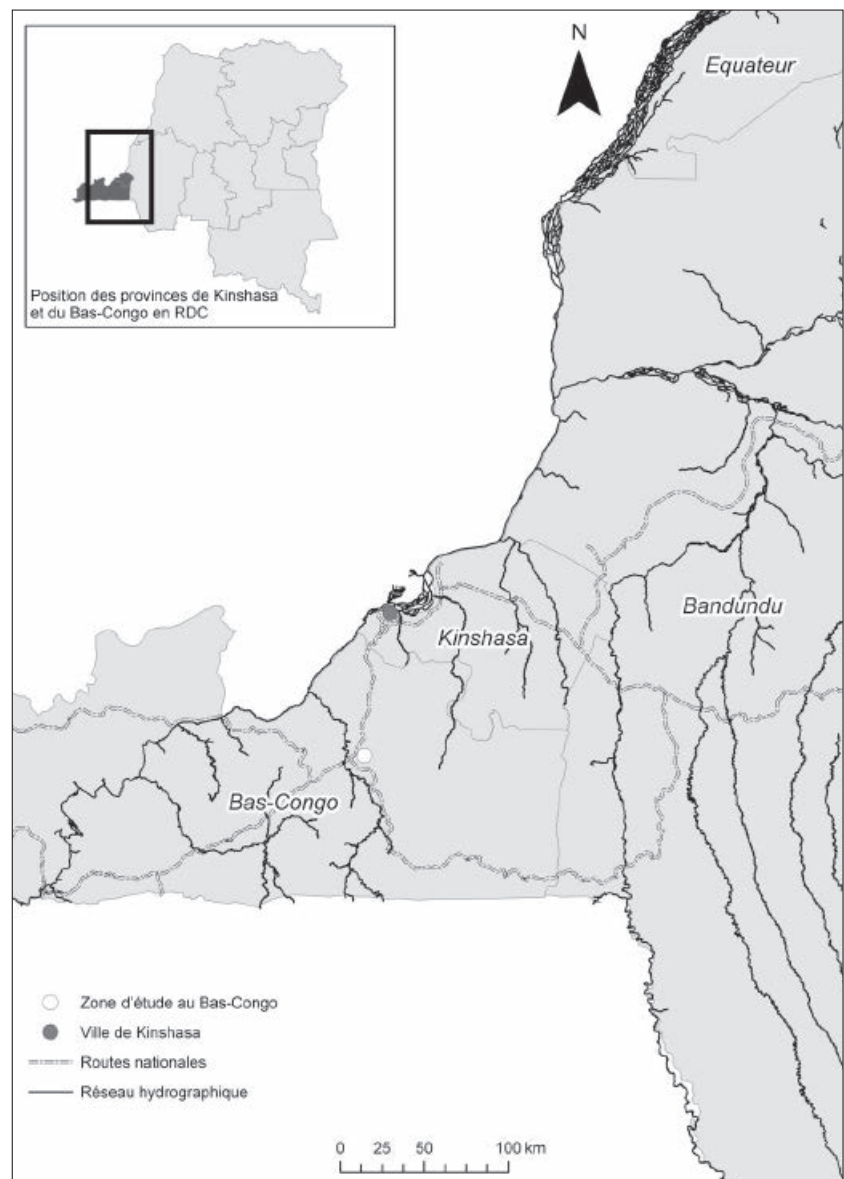 N
Equateur
Position des provinces de Kinshasa
et du Bas-Congo en RDC
Bandundu
Kinshasa
Bas-Congo
Zone d'étude au Bas-Congo
Ville de Kinshasa
Routes nationales
Réseau hydrographique
0 25 50 100 km